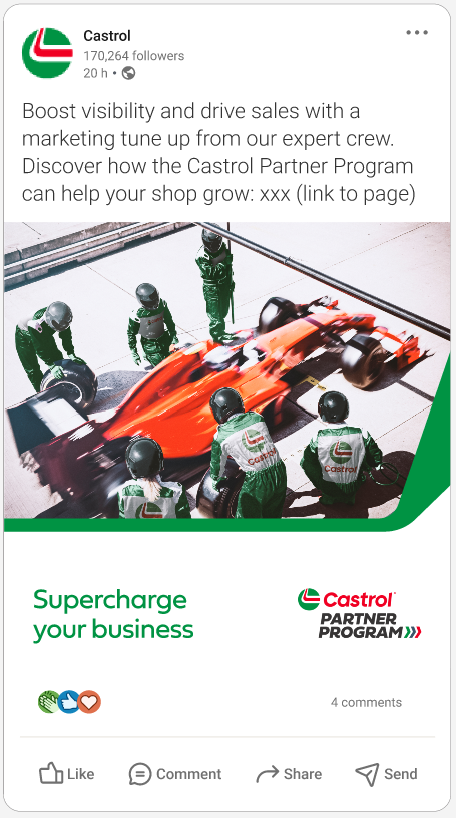 Castrol
170,264 followers
20 h •
Boost visibility and drive sales with a
marketing tune up from our expert crew.
Discover how the Castrol Partner Program
can help your shop grow: xxx (link to page)
Castrol
Castrol
Supercharge
your business
Castrol
PARTNER
PROGRAM
4 comments
Like
Comment
Share
Send